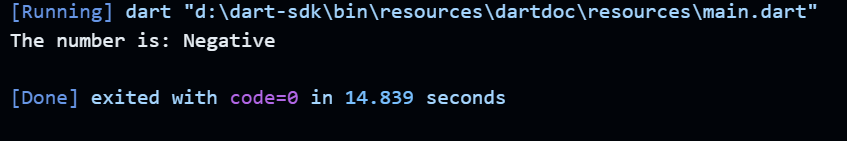 [Running] dart "d:\dart-sdk\bin\resources\dartdoc\resources\main.dart"
The number is: Negative
[Done] exited with code=0 in 14.839 seconds